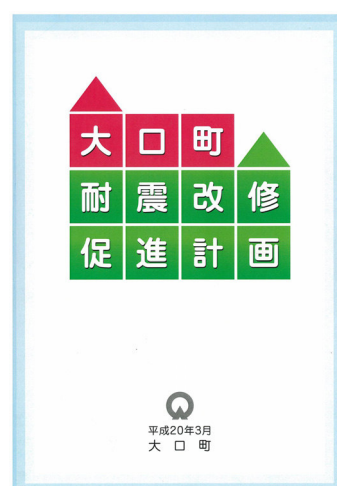 大口町
耐震改修
促進計画
平成20年3月
大口町